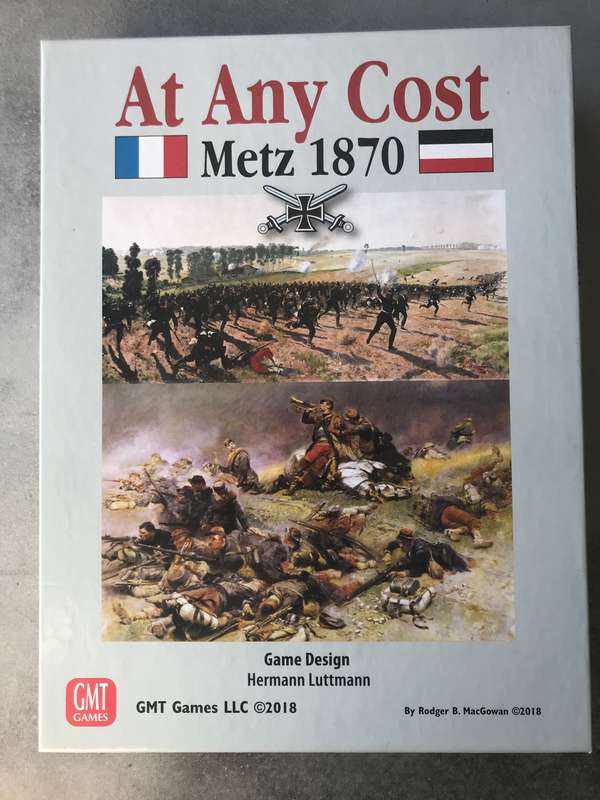 At Any Cost
Metz 1870
Game Design
Hermann Luttmann
GMT
GAMES
GMT Games LLC ©2018
By Rodger B. MacGowan ©2018